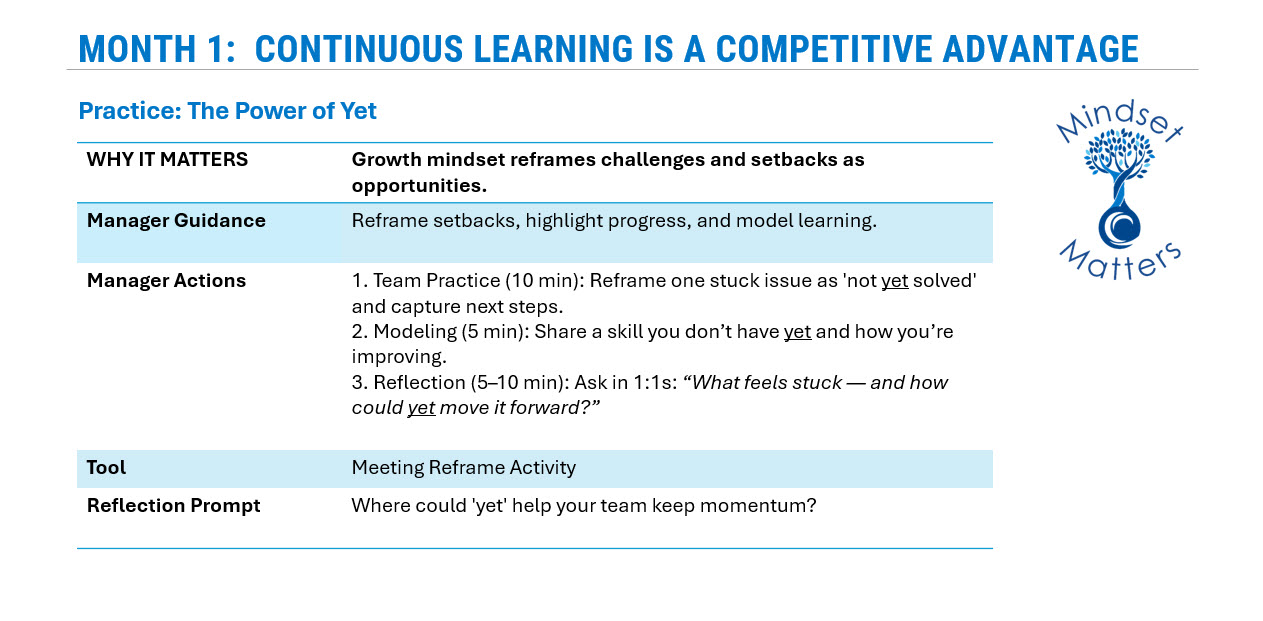 MONTH 1:  CONTINUOUS LEARNING IS A COMPETITIVE ADVANTAGE
Practice: The Power of Yet
Mindset
Matters
WHY IT MATTERS
Growth mindset reframes challenges and setbacks as
opportunities.
Manager Guidance
Reframe setbacks, highlight progress, and model learning.
Manager Actions
1. Team Practice (10 min): Reframe one stuck issue as 'not yet solved'
and capture next steps.
2. Modeling (5 min): Share a skill you don’t have yet and how you’re
improving.
3. Reflection (5–10 min): Ask in 1:1s: “What feels stuck — and how
could yet move it forward?”
Tool
Meeting Reframe Activity
Reflection Prompt
Where could 'yet' help your team keep momentum?